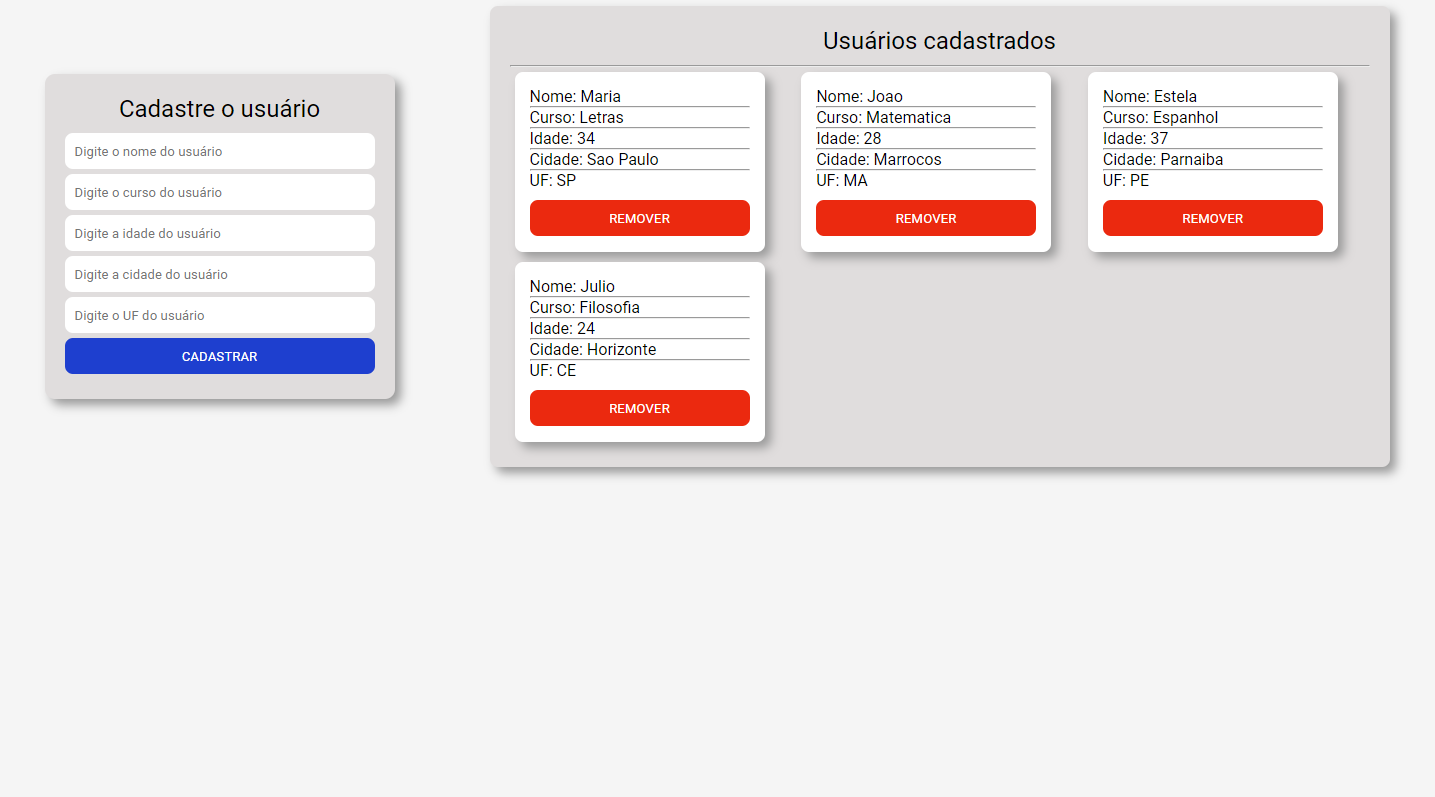 Cadastre o usuário
Digite o nome do usuário
Digite o curso do usuário
Digite a idade do usuário
Digite a cidade do usuário
Digite o UF do usuário
CADASTRAR
Usuários cadastrados
Nome: Maria
Curso: Letras
Idade: 34
Cidade: Sao Paulo
UF: SP
REMOVER
Nome: Joao
Curso: Matematica
Idade: 28
Cidade: Marrocos
UF: MA
REMOVER
Nome: Estela
Curso: Espanhol
Idade: 37
Cidade: Parnaiba
UF: PE
REMOVER
Nome: Julio
Curso: Filosofia
Idade: 24
Cidade: Horizonte
UF: CE
REMOVER